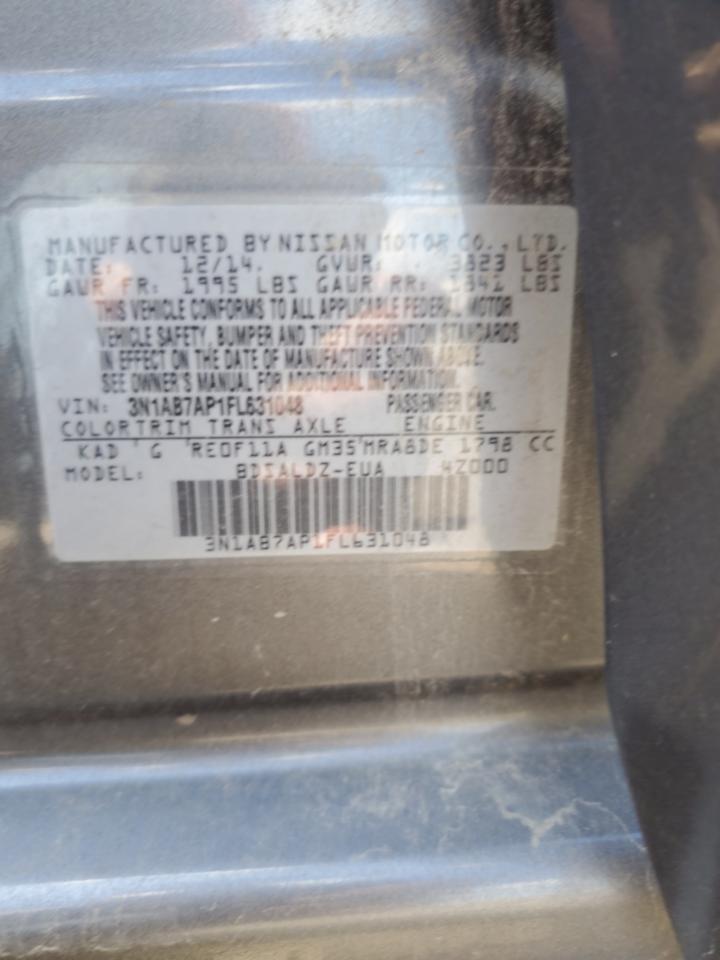 MANUFACTURED BY NISSAN MOTOR CO., LTD.
DATE: 12/14. GVWR: 3823 LBS
GAWR FR: 1995 LBS GAWR RR: 1841 LBS
THIS VEHICLE CONFORMS TO ALL APPLICABLE FEDERAL MOTOR
VEHICLE SAFETY, BUMPER AND THEFT PREVENTION STANDARDS
IN EFFECT ON THE DATE OF MANUFACTURE SHOWN ABOVE.
SEE OWNER'S MANUAL FOR ADDITIONAL INFORMATION.
VIN: 3N1AB7AP1FL631048 PASSENGER CAR.
COLOR TRIM TRANS AXLE ENGINE
KAD G RE0F11A GM35 MRA8DE 1798 CC
MODEL: BDSALDZ-EUA 4Z000
3N1AB7AP1FL631048